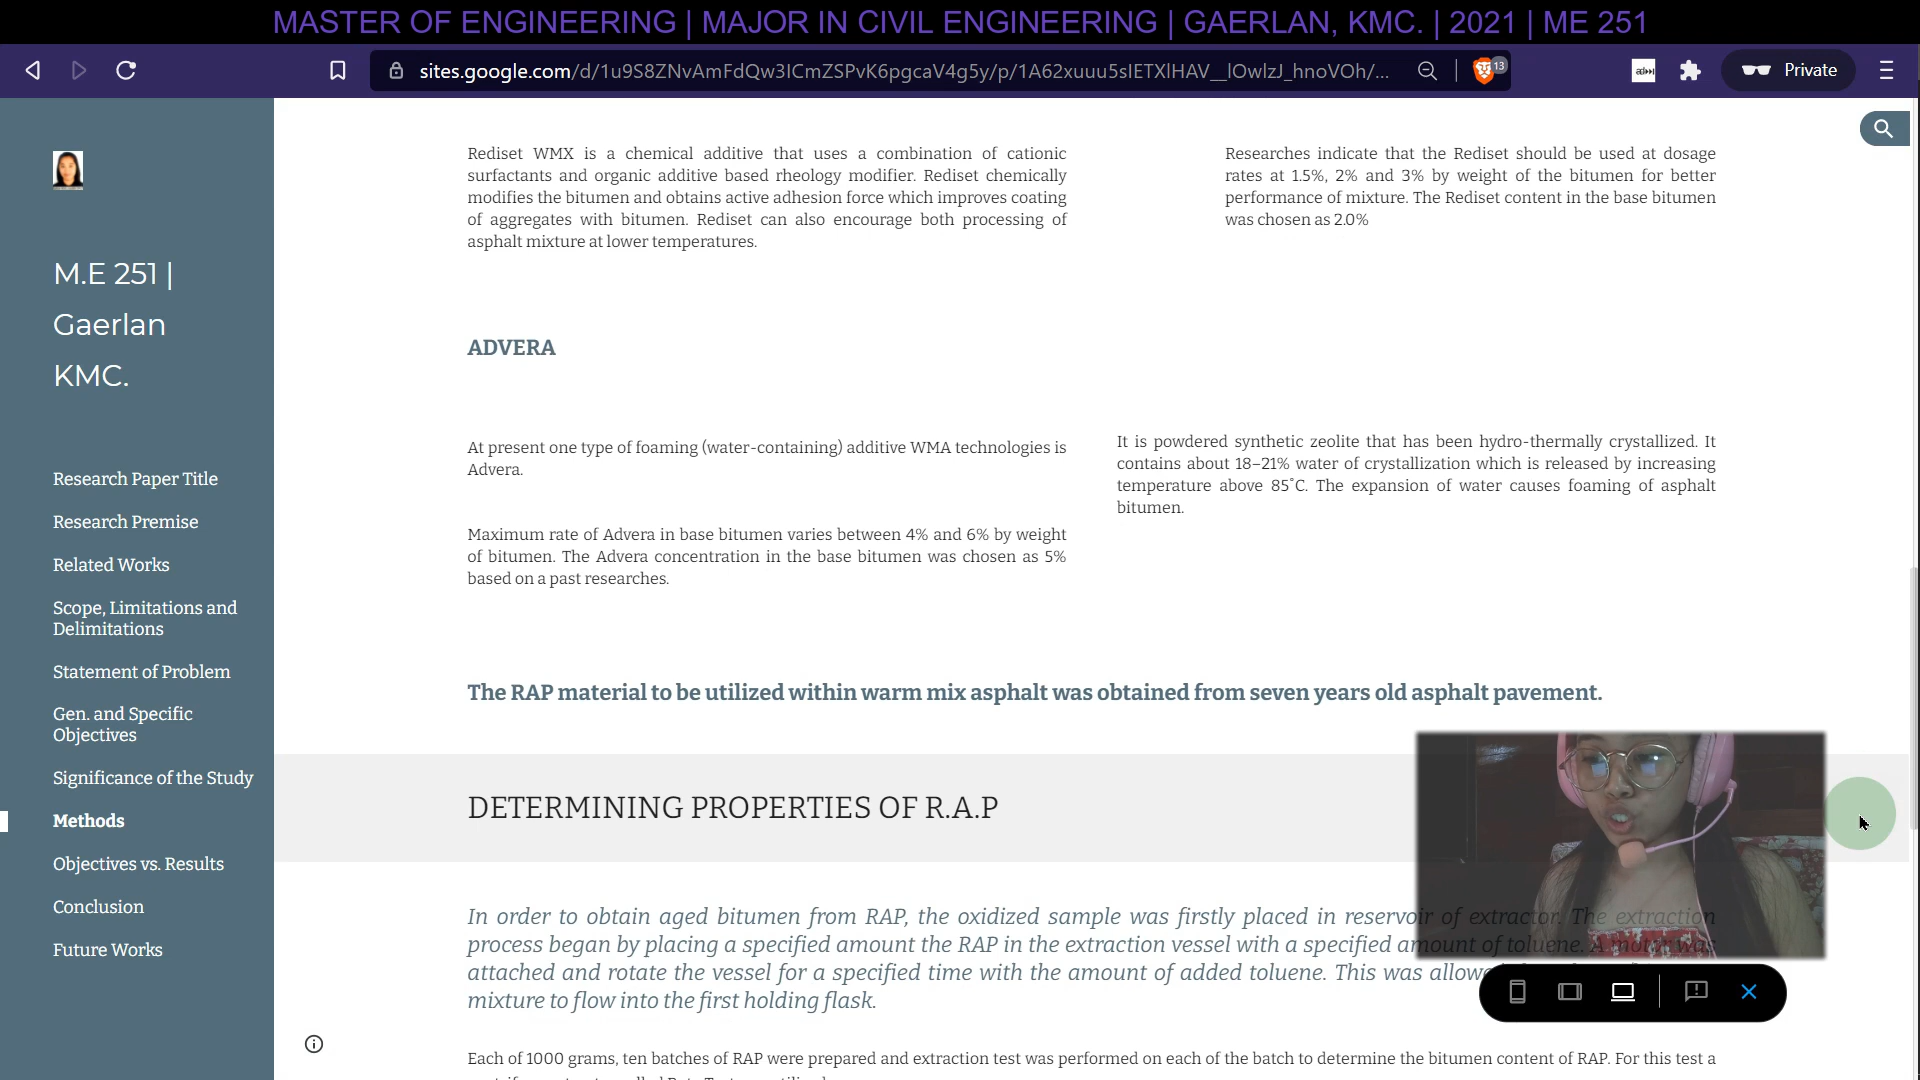 MASTER OF ENGINEERING | MAJOR IN CIVIL ENGINEERING | GAERLAN, KMC. | 2021 | ME 251
sites.google.com/d/1u9S8ZNvAmFdQw3ICmZSPvK6pgcaV4g5y/p/1A62xuuu5sIETXlHAV__lOwlzJ_hnoVOh/...
13
Private
M.E 251 |
Gaerlan
KMC.
Research Paper Title
Research Premise
Related Works
Scope, Limitations and
Delimitations
Statement of Problem
Gen. and Specific
Objectives
Significance of the Study
Methods
Objectives vs. Results
Conclusion
Future Works
Rediset WMX is a chemical additive that uses a combination of cationic
surfactants and organic additive based rheology modifier. Rediset chemically
modifies the bitumen and obtains active adhesion force which improves coating
of aggregates with bitumen. Rediset can also encourage both processing of
asphalt mixture at lower temperatures.
Researches indicate that the Rediset should be used at dosage
rates at 1.5%, 2% and 3% by weight of the bitumen for better
performance of mixture. The Rediset content in the base bitumen
was chosen as 2.0%
ADVERA
At present one type of foaming (water-containing) additive WMA technologies is
Advera.
Maximum rate of Advera in base bitumen varies between 4% and 6% by weight
of bitumen. The Advera concentration in the base bitumen was chosen as 5%
based on a past researches.
It is powdered synthetic zeolite that has been hydro-thermally crystallized. It
contains about 18–21% water of crystallization which is released by increasing
temperature above 85˚C. The expansion of water causes foaming of asphalt
bitumen.
The RAP material to be utilized within warm mix asphalt was obtained from seven years old asphalt pavement.
DETERMINING PROPERTIES OF R.A.P
In order to obtain aged bitumen from RAP, the oxidized sample was firstly placed in reservoir of extractor. The extraction
process began by placing a specified amount the RAP in the extraction vessel with a specified amount of toluene. A motor was
attached and rotate the vessel for a specified time with the amount of added toluene. This was allowe
mixture to flow into the first holding flask.
Each of 1000 grams, ten batches of RAP were prepared and extraction test was performed on each of the batch to determine the bitumen content of RAP. For this test a